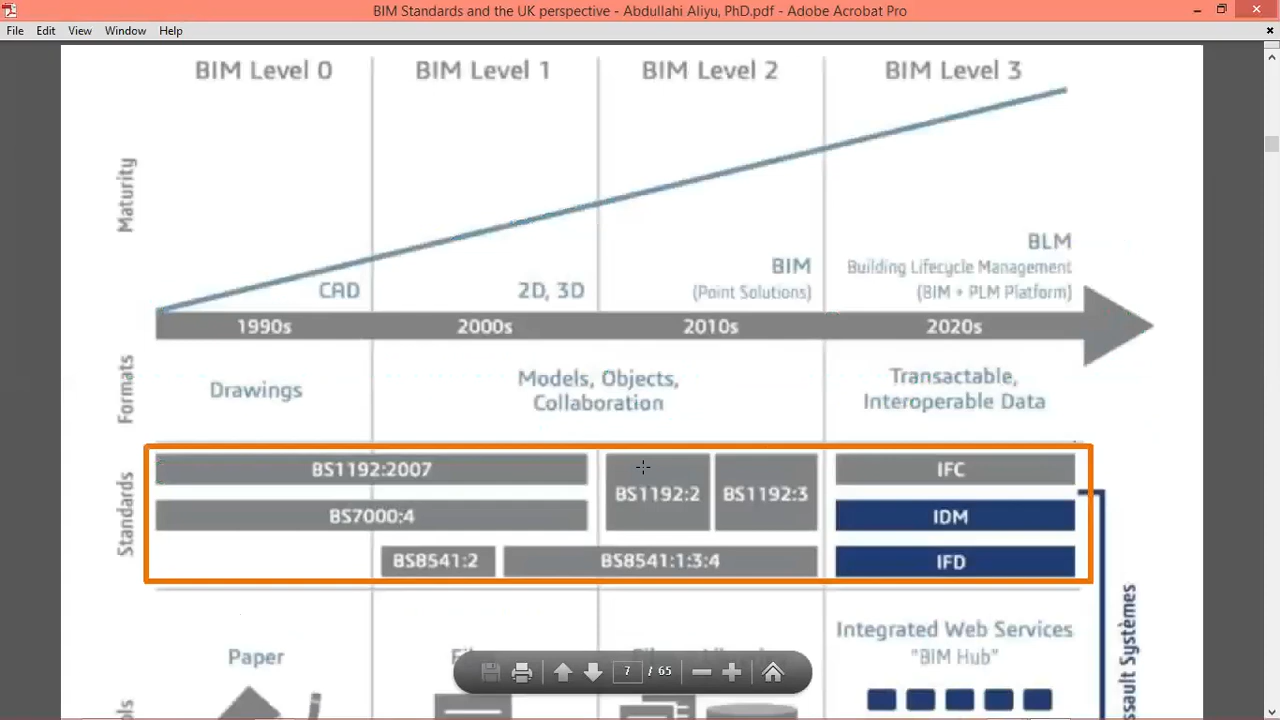 BIM Standards and the UK perspective - Abdullahi Aliyu, PhD.pdf - Adobe Acrobat Pro
File Edit View Window Help
BIM Level 0 BIM Level 1 BIM Level 2 BIM Level 3
Maturity
CAD
2D, 3D
BIM
(Point Solutions)
BLM
Building Lifecycle Management
(BIM + PLM Platform)
1990s 2000s 2010s 2020s
Formats
Drawings
Models, Objects,
Collaboration
Transactable,
Interoperable Data
Standards
BS1192:2007
BS7000:4
BS8541:2
BS1192:2
BS1192:3
BS8541:1:3:4
IFC
IDM
IFD
Paper
Integrated Web Services
"BIM Hub"
7 / 65